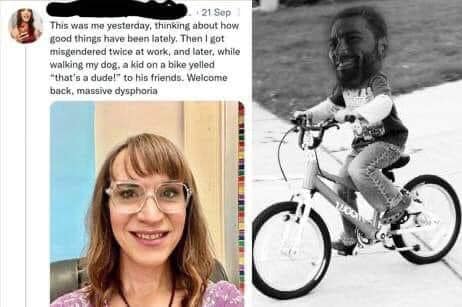 · 21 Sep
This was me yesterday, thinking about how
good things have been lately. Then I got
misgendered twice at work, and later, while
walking my dog, a kid on a bike yelled
"that's a dude!" to his friends. Welcome
back, massive dysphoria
woom